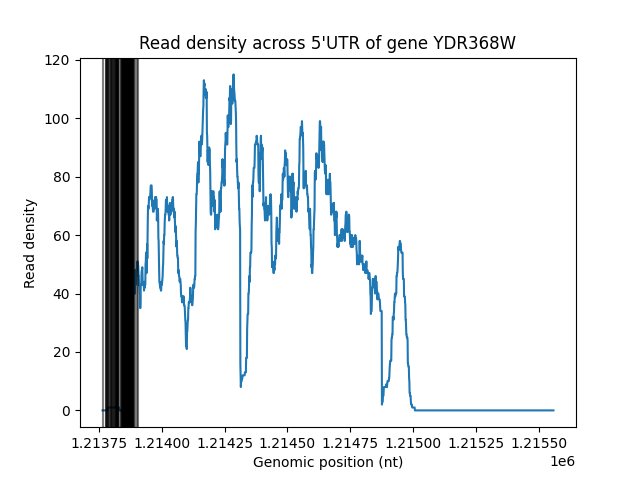 Read density across 5'UTR of gene YDR368W
Read density
120
100
80
60
40
20
0
1.21375 1.21400 1.21425 1.21450 1.21475 1.21500 1.21525 1.21550
1e6
Genomic position (nt)